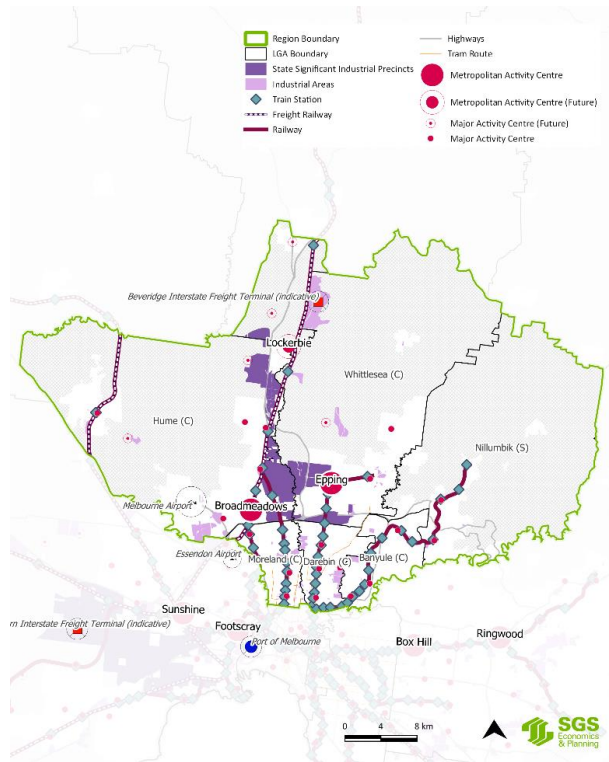 Region Boundary
LGA Boundary
State Significant Industrial Precincts
Industrial Areas
Train Station
Freight Railway
Railway
Highways
Tram Route
Metropolitan Activity Centre
Metropolitan Activity Centre (Future)
Major Activity Centre (Future)
Major Activity Centre
Beveridge Interstate Freight Terminal (indicative)
Lockerbie
Whittlesea (C)
Hume (C)
Nillumbik (S)
Epping
Broadmeadows
Melbourne Airport
Essendon Airport
Moreland (C)
Darebin (C)
Banyule (C)
Sunshine
Footscray
rn Interstate Freight Terminal (indicative)
Port of Melbourne
Box Hill
Ringwood
0 4 8 km
SGS
Economics
& Planning